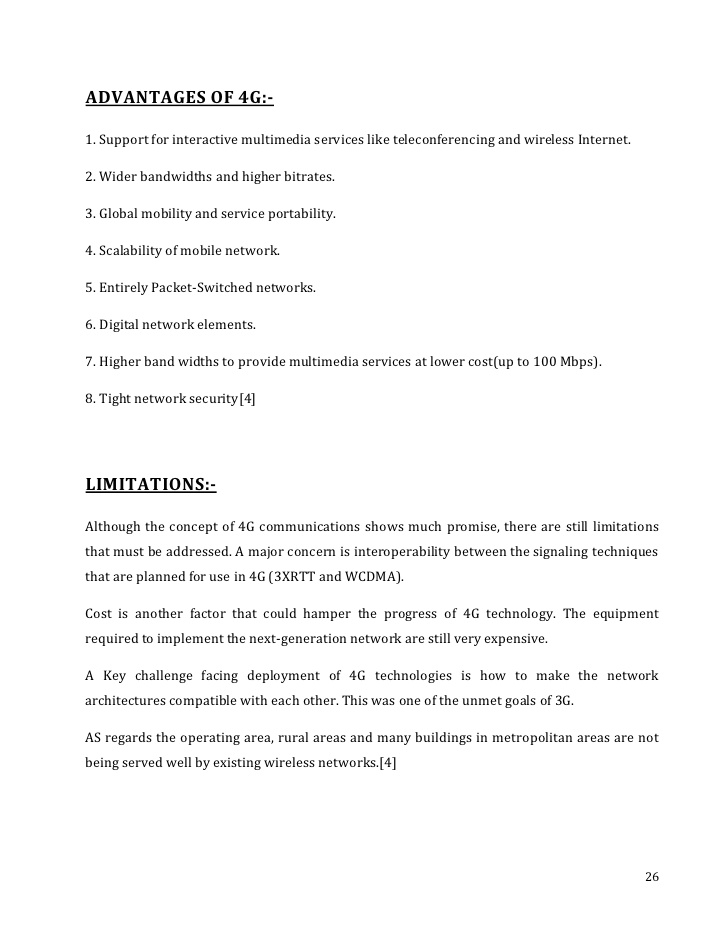 ADVANTAGES OF 4G:-
1. Support for interactive multimedia services like teleconferencing and wireless Internet.
2. Wider bandwidths and higher bitrates.
3. Global mobility and service portability.
4. Scalability of mobile network.
5. Entirely Packet-Switched networks.
6. Digital network elements.
7. Higher band widths to provide multimedia services at lower cost(up to 100 Mbps).
8. Tight network security[4]
LIMITATIONS:-
Although the concept of 4G communications shows much promise, there are still limitations
that must be addressed. A major concern is interoperability between the signaling techniques
that are planned for use in 4G (3XRTT and WCDMA).
Cost is another factor that could hamper the progress of 4G technology. The equipment
required to implement the next-generation network are still very expensive.
A Key challenge facing deployment of 4G technologies is how to make the network
architectures compatible with each other. This was one of the unmet goals of 3G.
AS regards the operating area, rural areas and many buildings in metropolitan areas are not
being served well by existing wireless networks.[4]
26